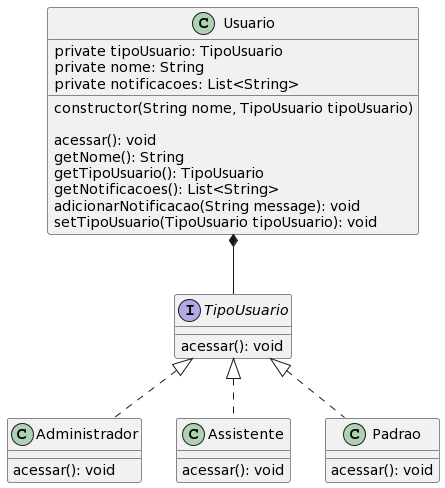 C Usuario
private tipoUsuario: TipoUsuario
private nome: String
private notificacoes: List<String>
constructor(String nome, TipoUsuario tipoUsuario)
acessar(): void
getNome(): String
getTipoUsuario(): TipoUsuario
getNotificacoes(): List<String>
adicionarNotificacao(String message): void
setTipoUsuario(TipoUsuario tipoUsuario): void
I TipoUsuario
acessar(): void
C Administrador
acessar(): void
C Assistente
acessar(): void
C Padrao
acessar(): void